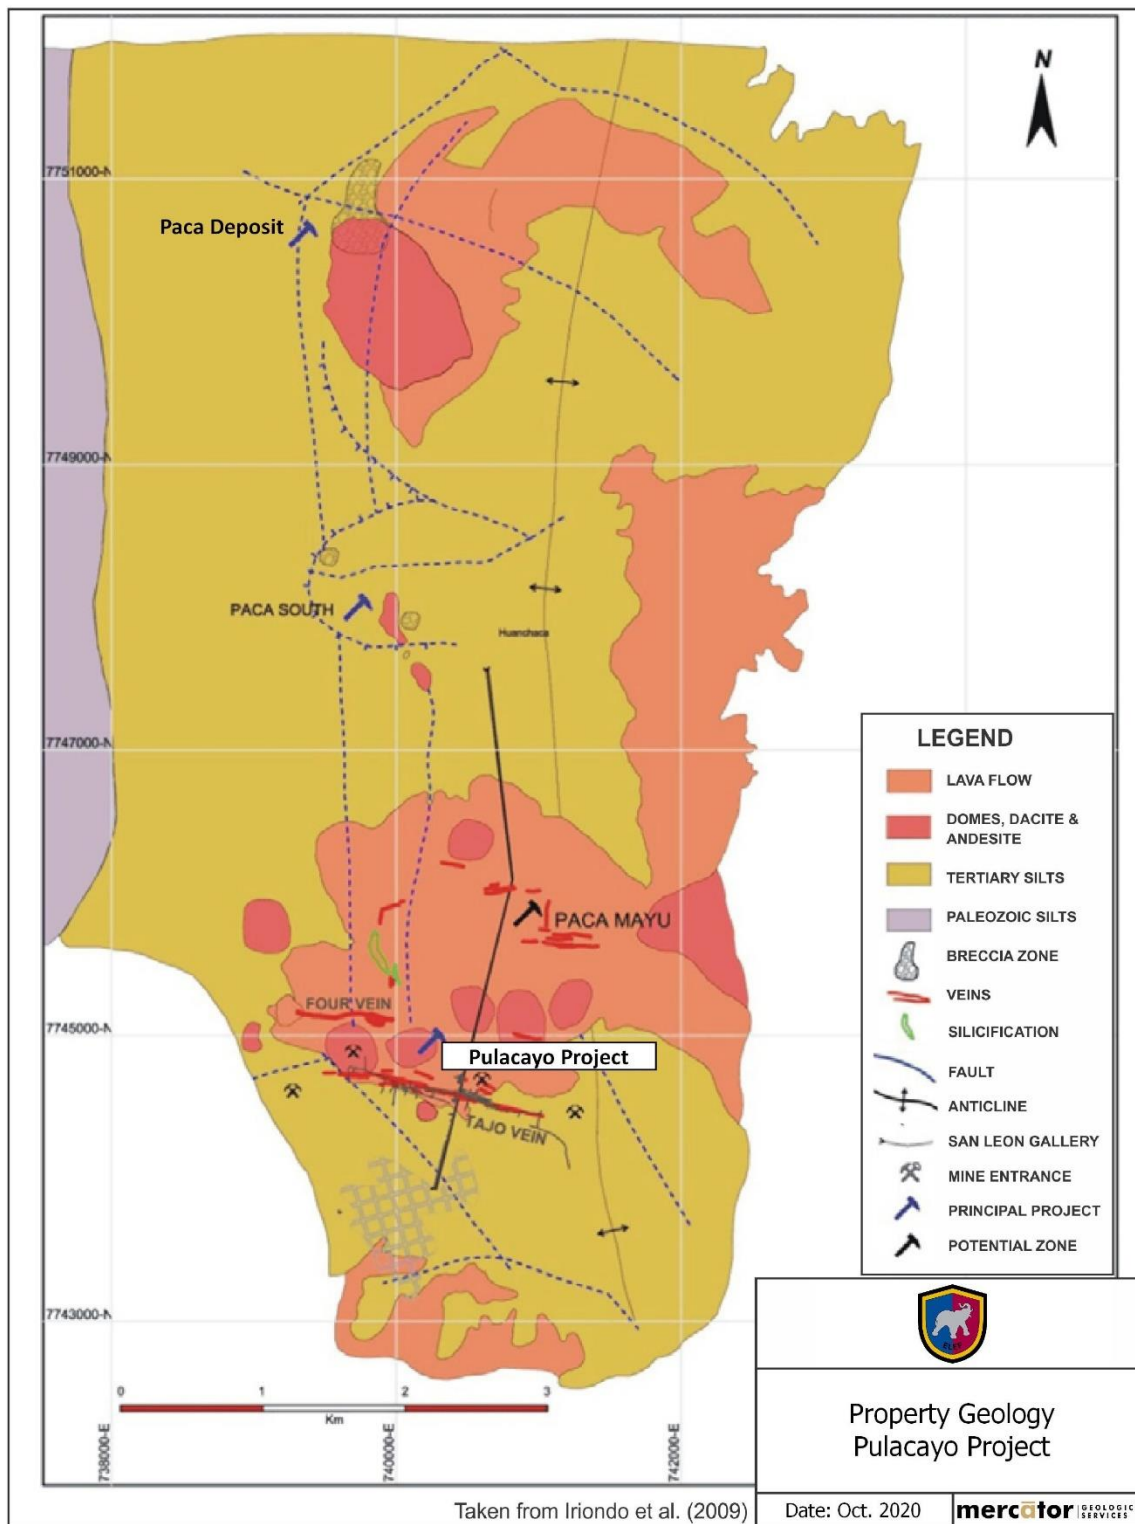 N
7751000-N
Paca Deposit
7749000-N
PACA SOUTH
Huanchaca
7747000-N
LEGEND
LAVA FLOW
DOMES, DACITE &
ANDESITE
TERTIARY SILTS
PALEOZOIC SILTS
BRECCIA ZONE
VEINS
SILICIFICATION
FAULT
ANTICLINE
SAN LEON GALLERY
MINE ENTRANCE
PRINCIPAL PROJECT
POTENTIAL ZONE
PACA MAYU
FOUR VEIN
7745000-N
Pulacayo Project
TAJO VEIN
7743000-N
0 1 2 3
Km
738000-E
740000-E
742000-E
ELEF
Property Geology
Pulacayo Project
Taken from Iriondo et al. (2009)
Date: Oct. 2020
mercator GEOLOGIC
SERVICES